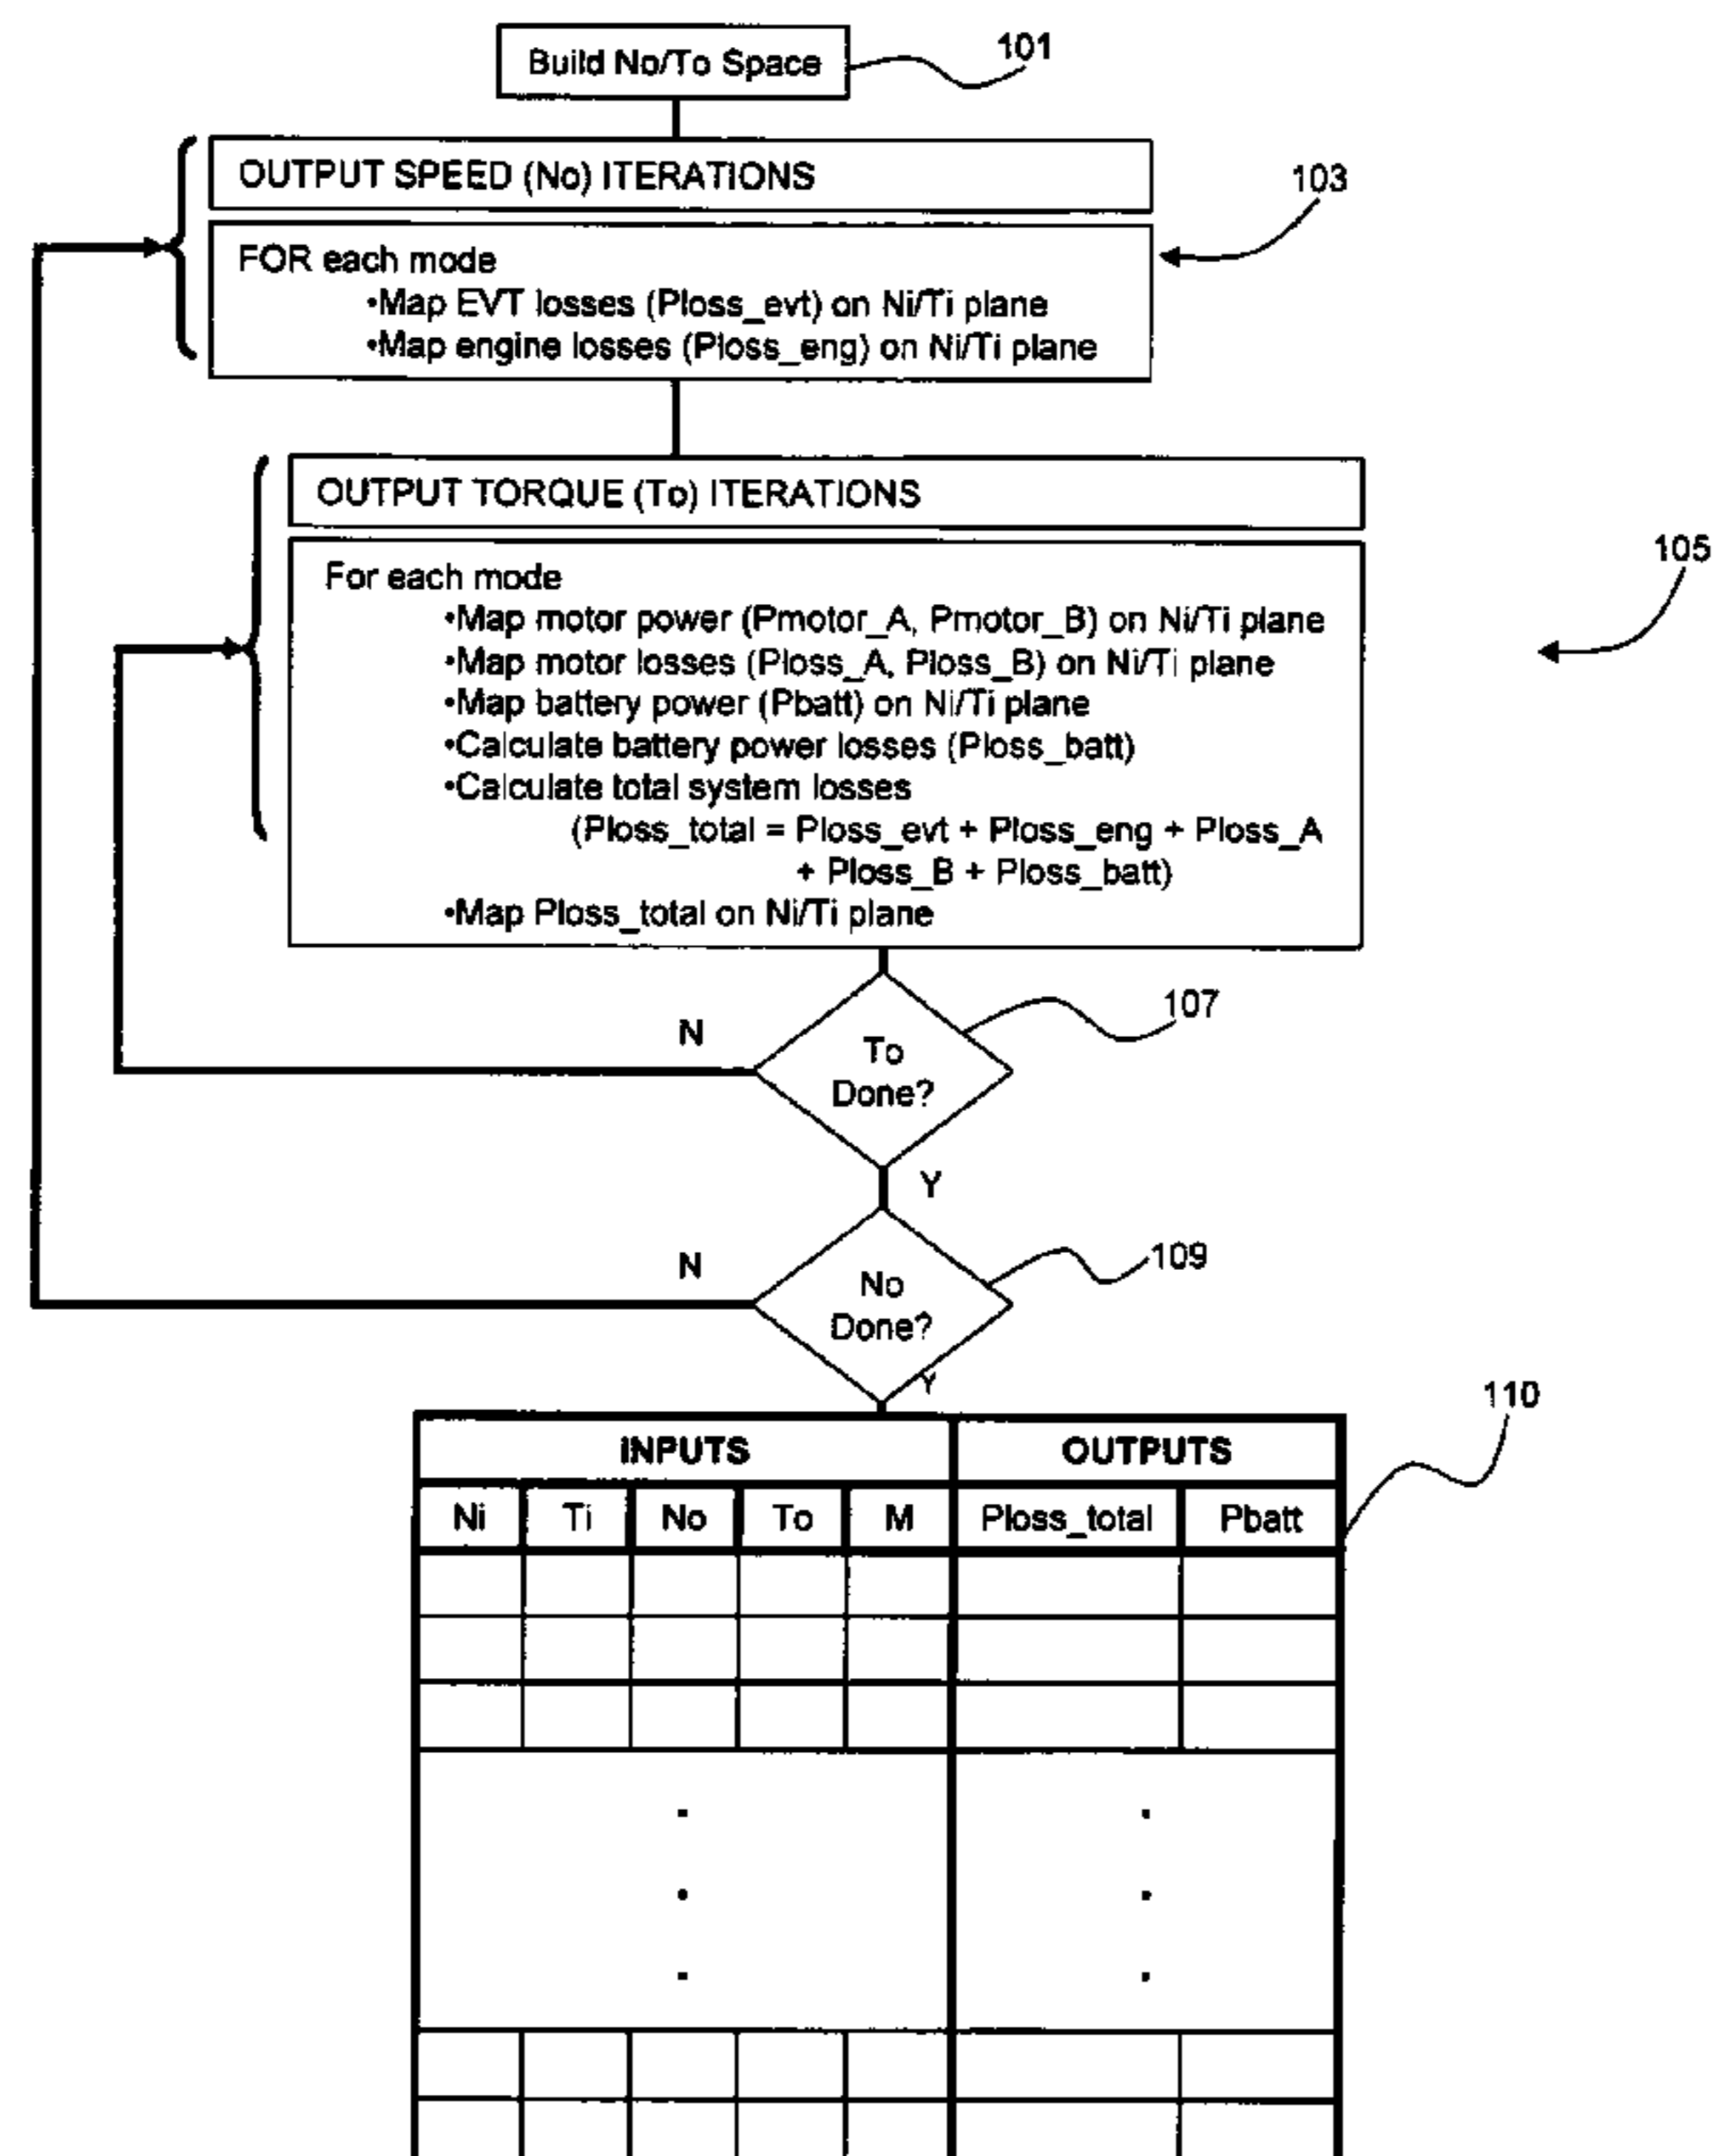 Build No/To Space
101
OUTPUT SPEED (No) ITERATIONS
103
FOR each mode
•Map EVT losses (Ploss_evt) on Ni/Ti plane
•Map engine losses (Ploss_eng) on Ni/Ti plane
OUTPUT TORQUE (To) ITERATIONS
105
For each mode
•Map motor power (Pmotor_A, Pmotor_B) on Ni/Ti plane
•Map motor losses (Ploss_A, Ploss_B) on Ni/Ti plane
•Map battery power (Pbatt) on Ni/Ti plane
•Calculate battery power losses (Ploss_batt)
•Calculate total system losses
(Ploss_total = Ploss_evt + Ploss_eng + Ploss_A
+ Ploss_B + Ploss_batt)
•Map Ploss_total on Ni/Ti plane
107
N
To
Done?
Y
109
N
No
Done?
Y
110
INPUTS OUTPUTS
Ni Ti No To M Ploss_total Pbatt